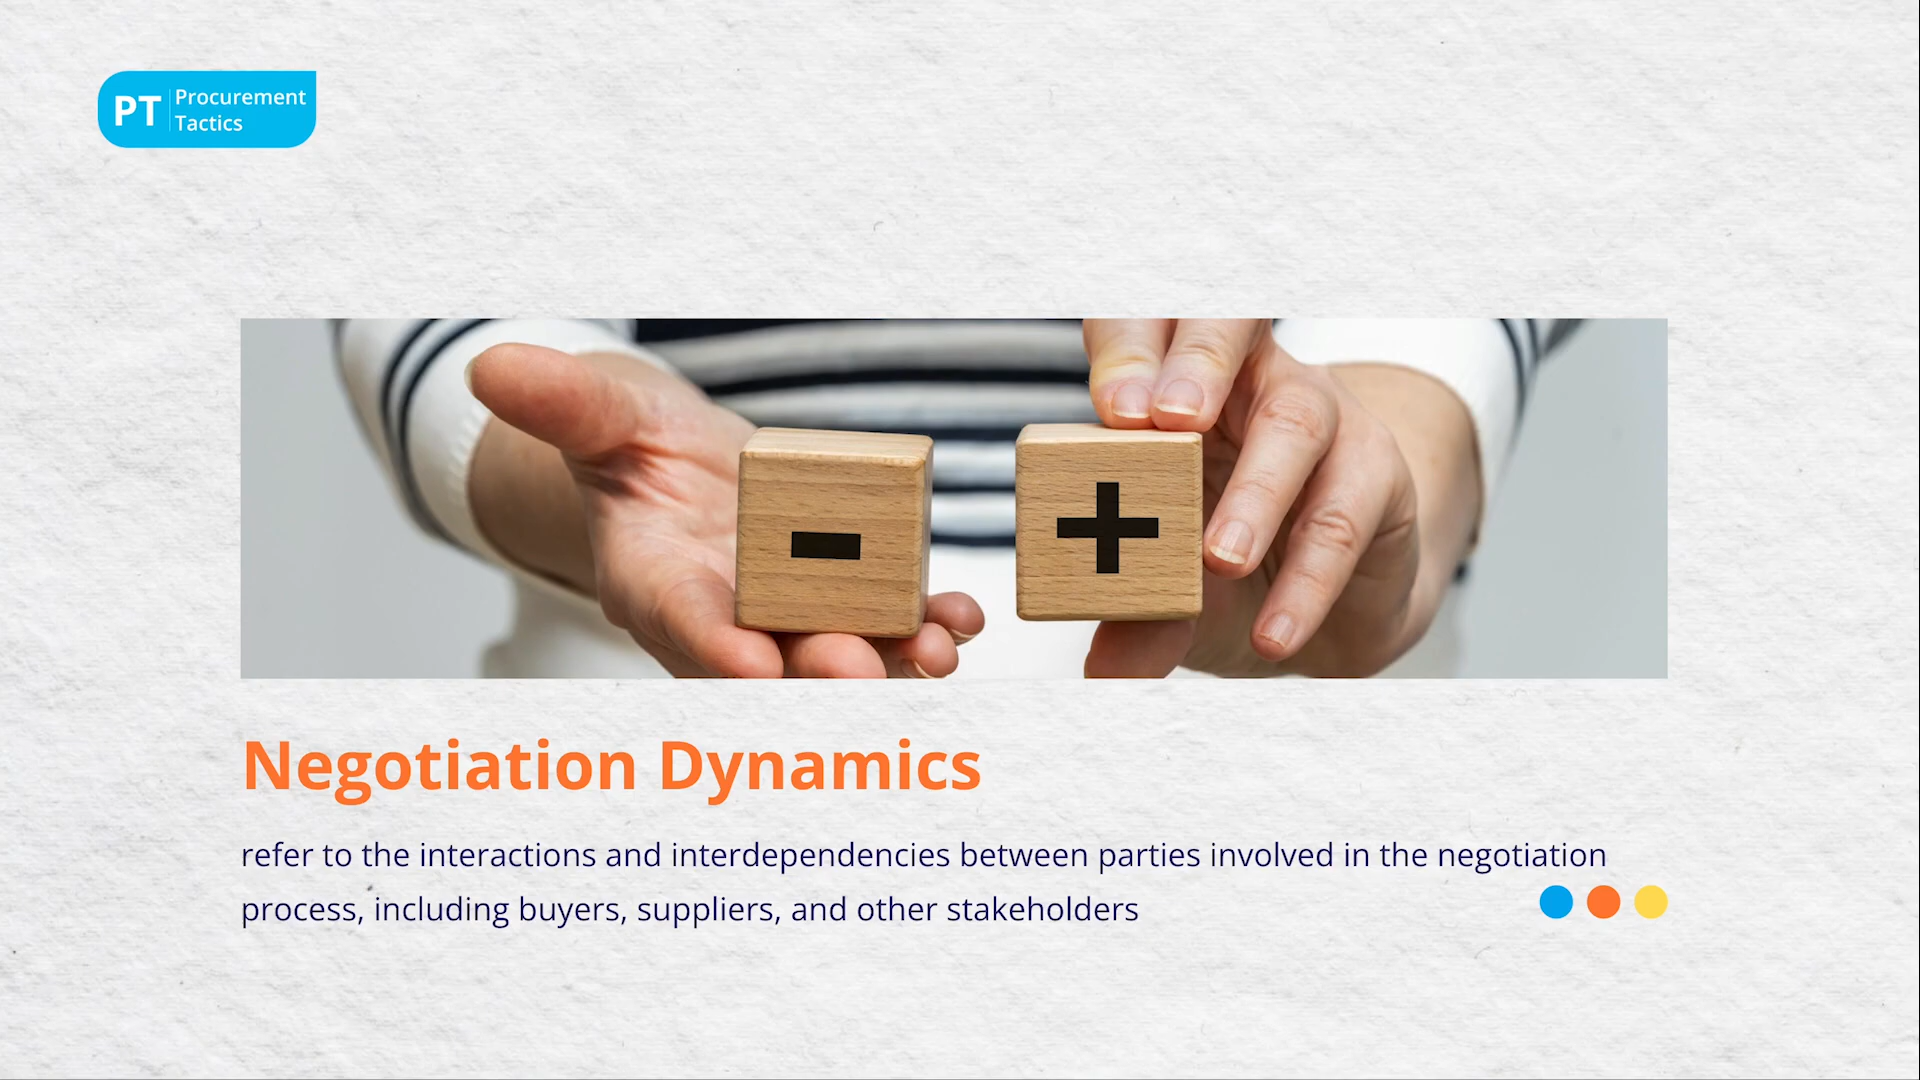 PT
Procurement
Tactics
-
+
Negotiation Dynamics
refer to the interactions and interdependencies between parties involved in the negotiation
process, including buyers, suppliers, and other stakeholders